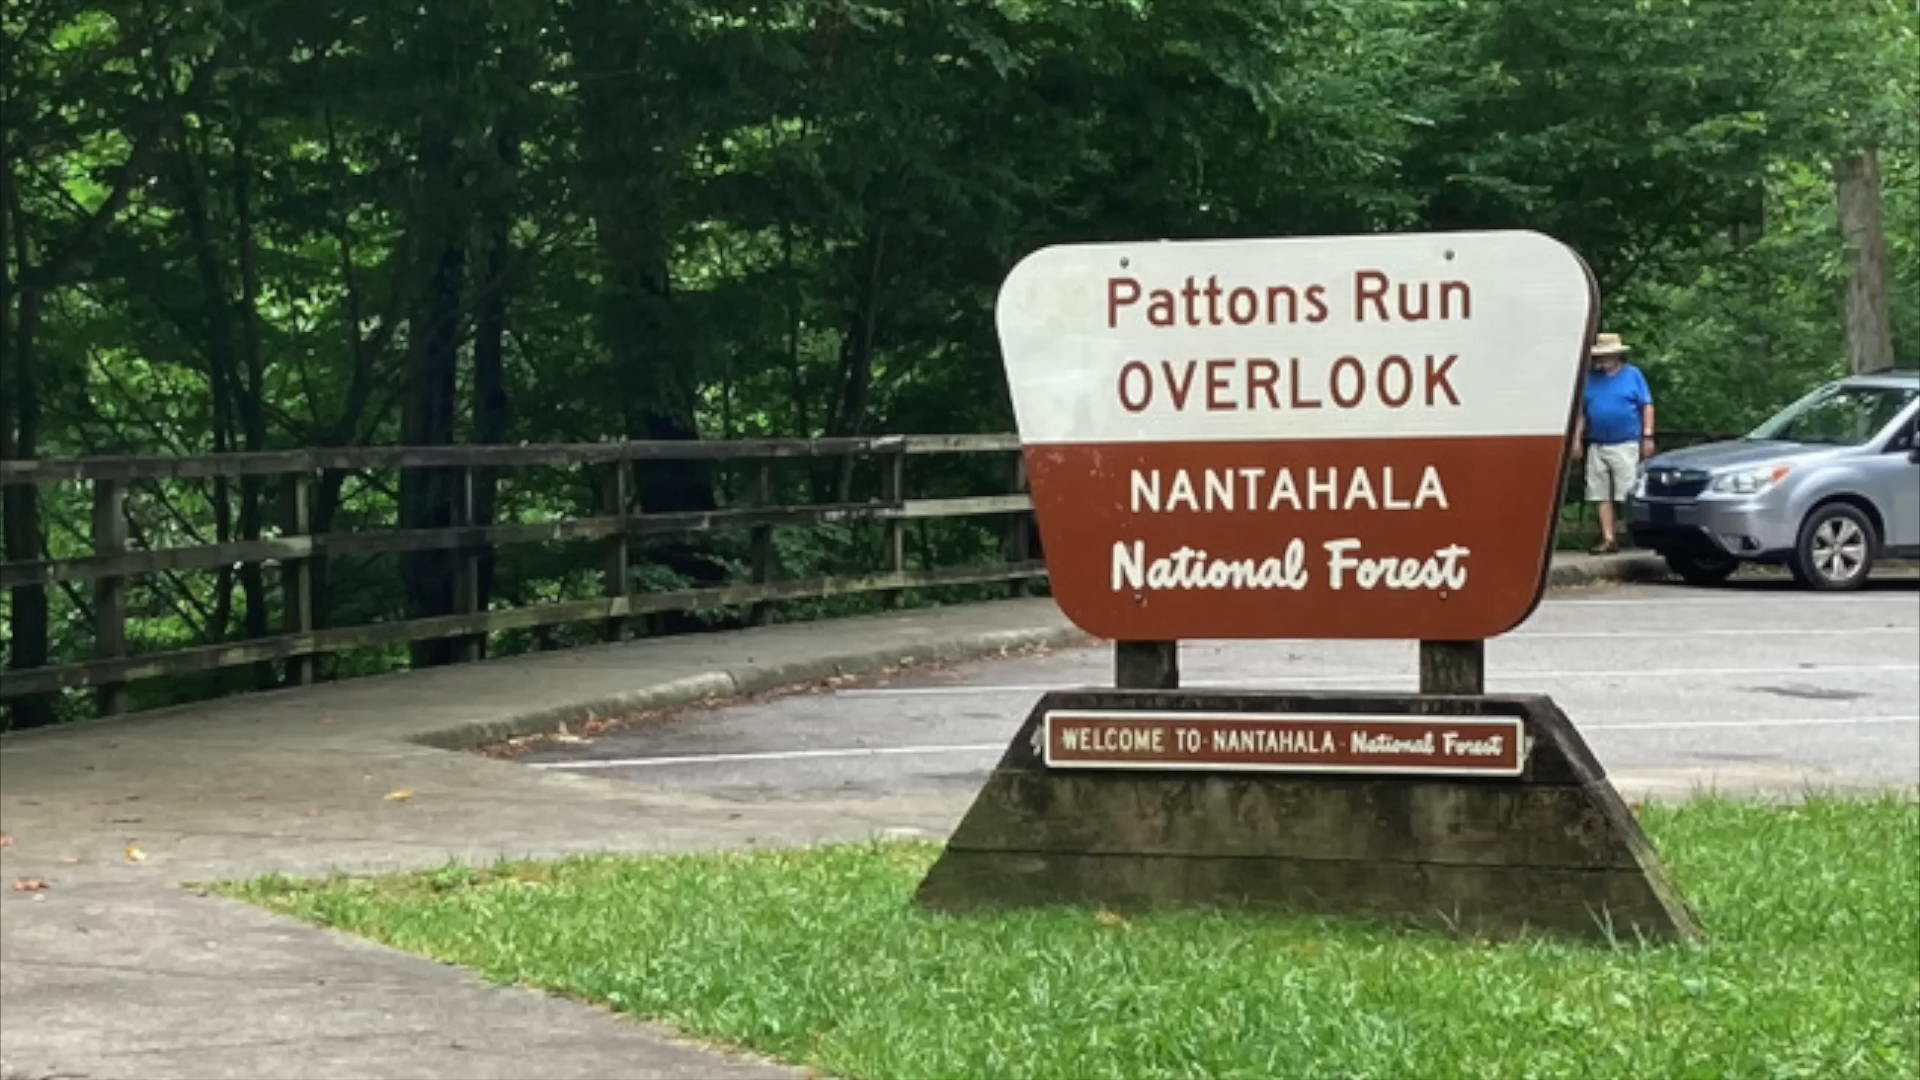 Pattons Run
OVERLOOK
NANTAHALA
National Forest
WELCOME TO NANTAHALA National Forest